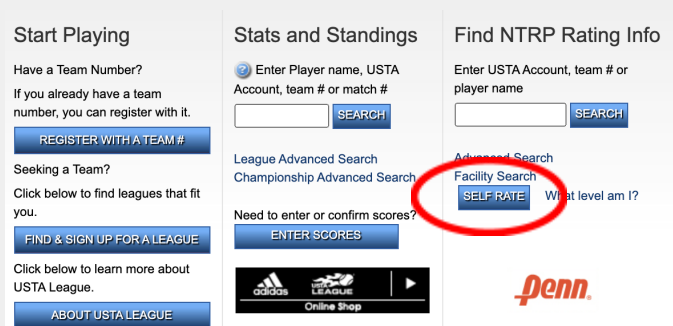 Start Playing
Have a Team Number?
If you already have a team
number, you can register with it.
REGISTER WITH A TEAM #
Seeking a Team?
Click below to find leagues that fit
you.
FIND & SIGN UP FOR A LEAGUE
Click below to learn more about
USTA League.
ABOUT USTA LEAGUE
Stats and Standings
? Enter Player name, USTA
Account, team # or match #
SEARCH
League Advanced Search
Championship Advanced Search
Need to enter or confirm scores?
ENTER SCORES
adidas
USTA
LEAGUE
Online Shop
Find NTRP Rating Info
Enter USTA Account, team # or
player name
SEARCH
Advanced Search
Facility Search
SELF RATE What level am I?
Penn